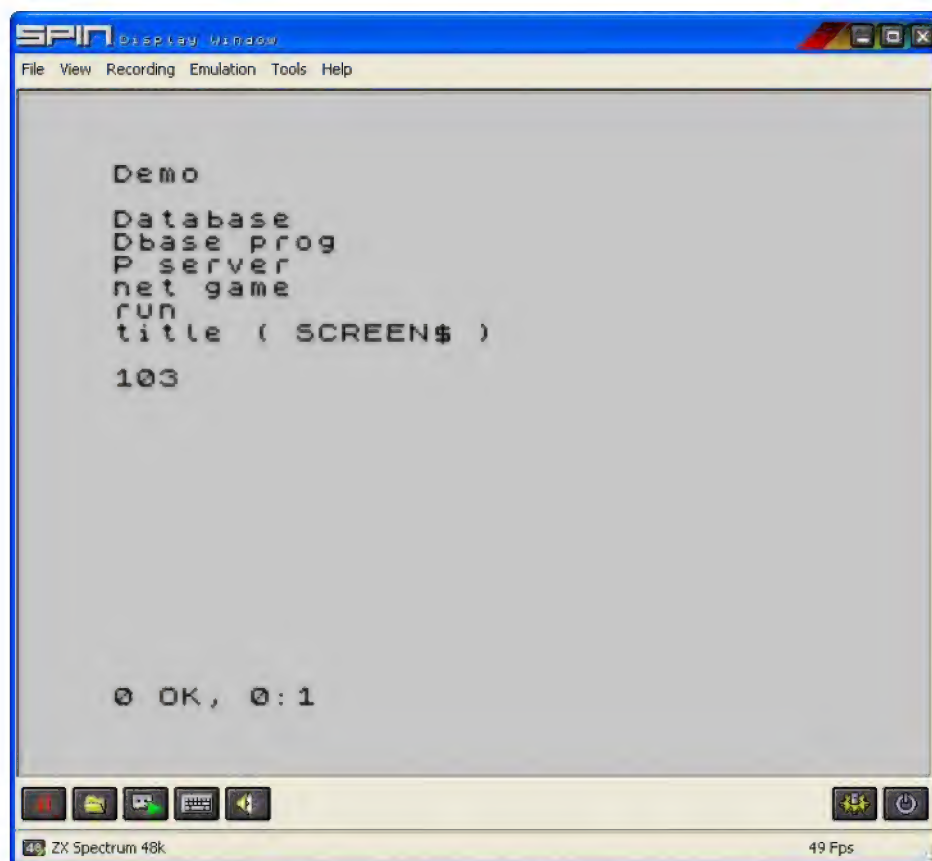 SPIN Display Window
File View Recording Emulation Tools Help
Demo
Database
Dbase prog
P server
net game
run
title ( SCREEN$ )
103
0 OK, 0:1
48 ZX Spectrum 48k 49 Fps